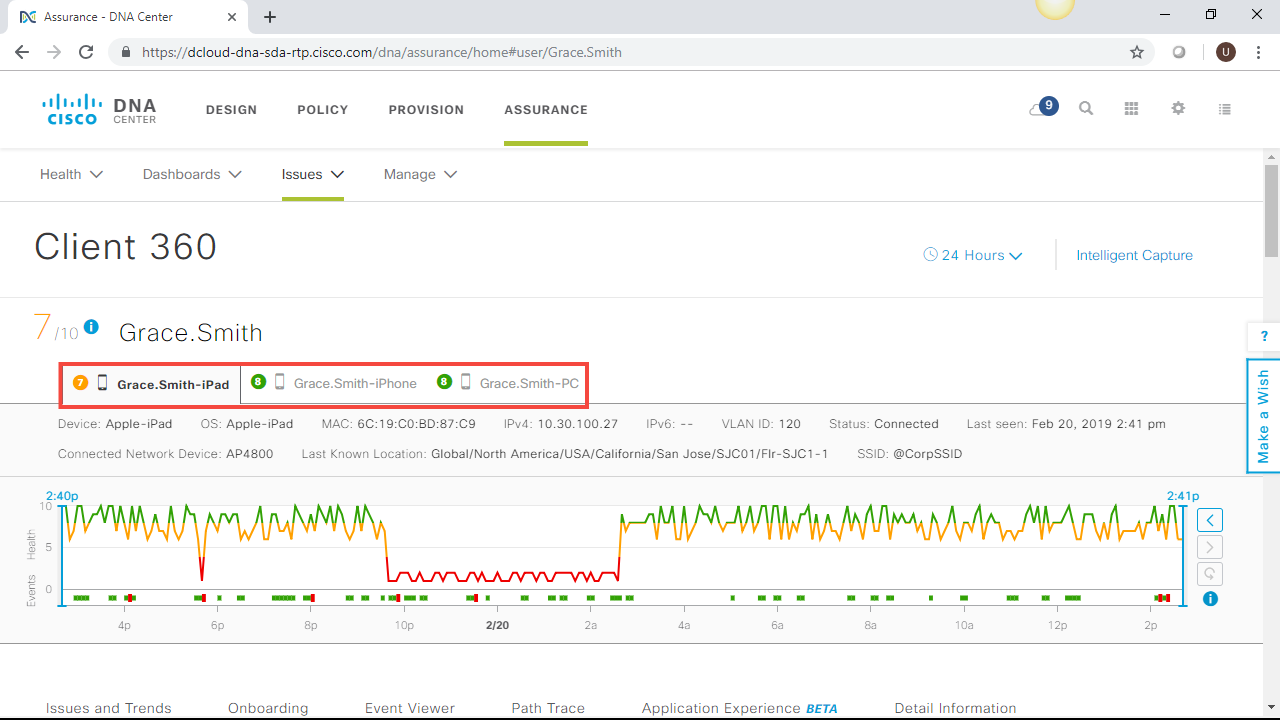 Assurance - DNA Center
https://dcloud-dna-sda-rtp.cisco.com/dna/assurance/home#user/Grace.Smith
U
CISCO DNA CENTER DESIGN POLICY PROVISION ASSURANCE 9
Health Dashboards Issues Manage
Client 360
24 Hours Intelligent Capture
7/10 i Grace.Smith
?
7 Grace.Smith-iPad 8 Grace.Smith-iPhone 8 Grace.Smith-PC
Make a Wish
Device: Apple-iPad OS: Apple-iPad MAC: 6C:19:C0:BD:87:C9 IPv4: 10.30.100.27 IPv6: -- VLAN ID: 120 Status: Connected Last seen: Feb 20, 2019 2:41 pm
Connected Network Device: AP4800 Last Known Location: Global/North America/USA/California/San Jose/SJC01/Flr-SJC1-1 SSID: @CorpSSID
2:40p 2:41p
10
Health
5
0
Events
i
4p 6p 8p 10p 2/20 2a 4a 6a 8a 10a 12p 2p
Issues and Trends Onboarding Event Viewer Path Trace Application Experience BETA Detail Information